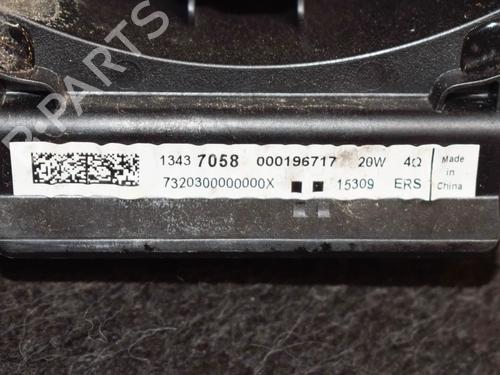 B-PARTS
1343 7058 000196717 20W 4Ω
7320300000000X 15309 ERS
Made
in
China